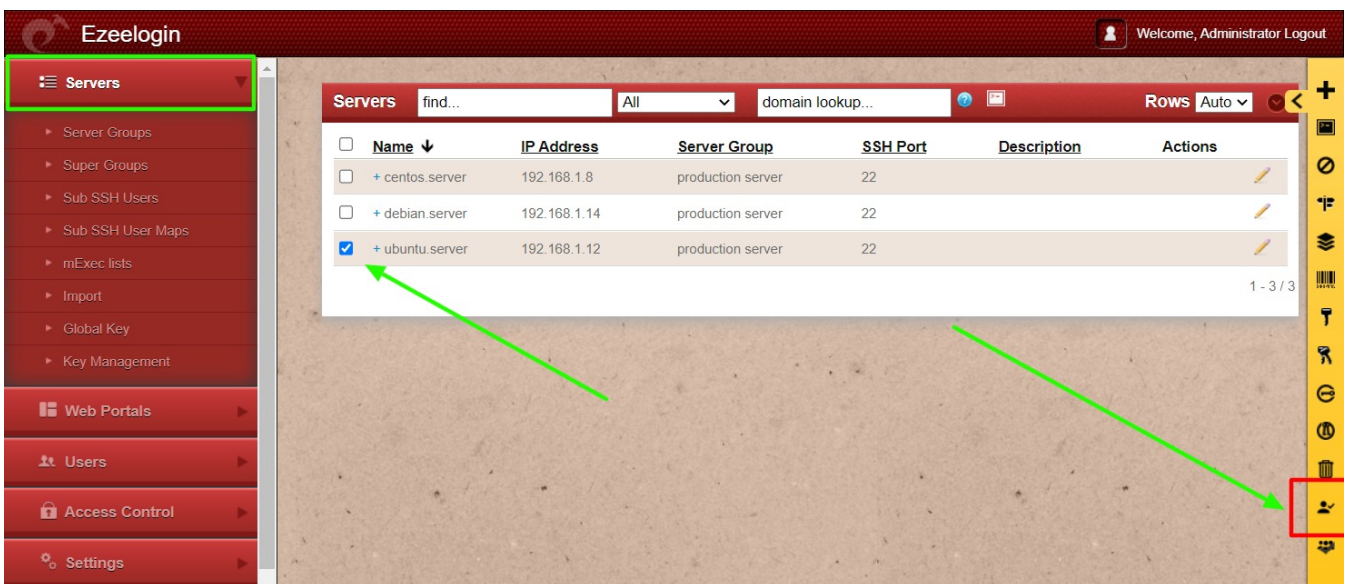 Ezeelogin
Welcome, Administrator Logout
Servers
Server Groups
Super Groups
Sub SSH Users
Sub SSH User Maps
mExec lists
Import
Global Key
Key Management
Web Portals
Users
Access Control
Settings
Servers find... All domain lookup... Rows Auto
Name IP Address Server Group SSH Port Description Actions
+ centos.server 192.168.1.8 production server 22
+ debian.server 192.168.1.14 production server 22
+ ubuntu.server 192.168.1.12 production server 22
1 - 3 / 3